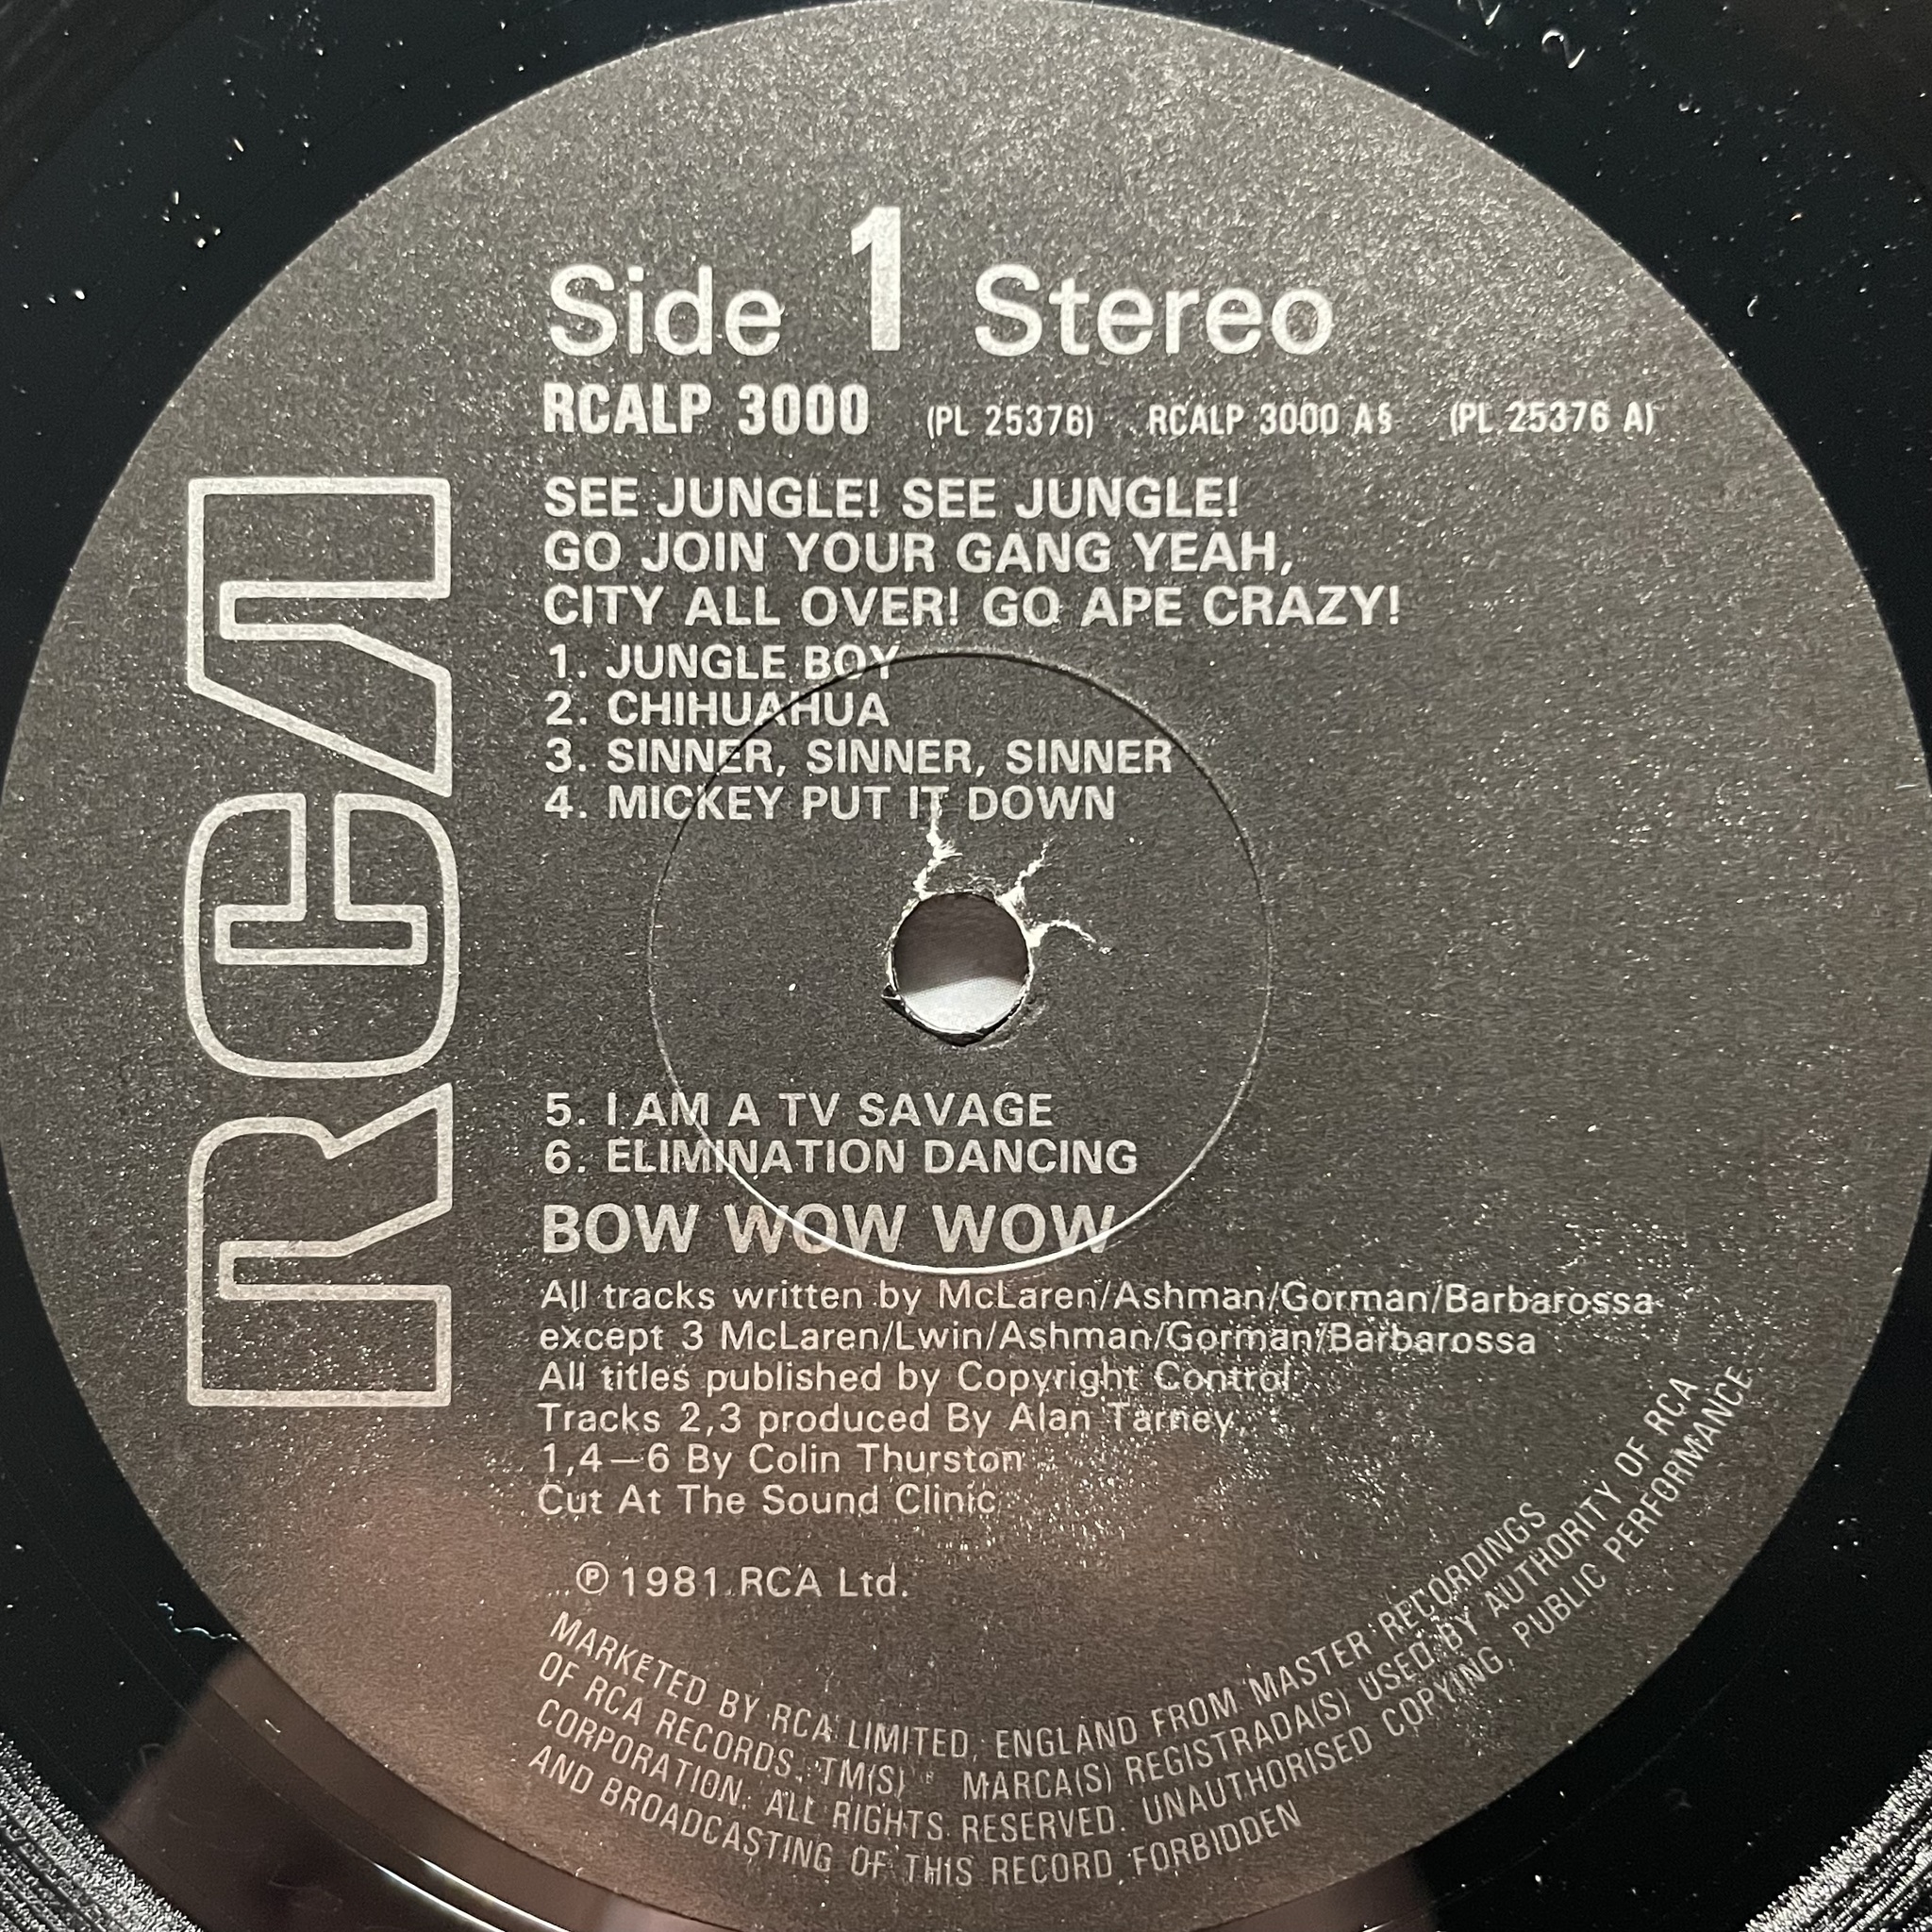 Side 1 Stereo
RCALP 3000 (PL 25376) RCALP 3000 A§ (PL 25376 A)
RCA
SEE JUNGLE! SEE JUNGLE!
GO JOIN YOUR GANG YEAH,
CITY ALL OVER! GO APE CRAZY!
1. JUNGLE BOY
2. CHIHUAHUA
3. SINNER, SINNER, SINNER
4. MICKEY PUT IT DOWN
5. I AM A TV SAVAGE
6. ELIMINATION DANCING
BOW WOW WOW
All tracks written by McLaren/Ashman/Gorman/Barbarossa
except 3 McLaren/Lwin/Ashman/Gorman/Barbarossa
All titles published by Copyright Control
Tracks 2,3 produced By Alan Tarney,
1,4—6 By Colin Thurston
Cut At The Sound Clinic
℗ 1981 RCA Ltd.
MARKETED BY RCA LIMITED, ENGLAND FROM MASTER RECORDINGS
OF RCA RECORDS. TM(S) ® MARCA(S) REGISTRADA(S) USED BY AUTHORITY OF RCA
CORPORATION. ALL RIGHTS RESERVED. UNAUTHORISED COPYING, PUBLIC PERFORMANCE
AND BROADCASTING OF THIS RECORD FORBIDDEN